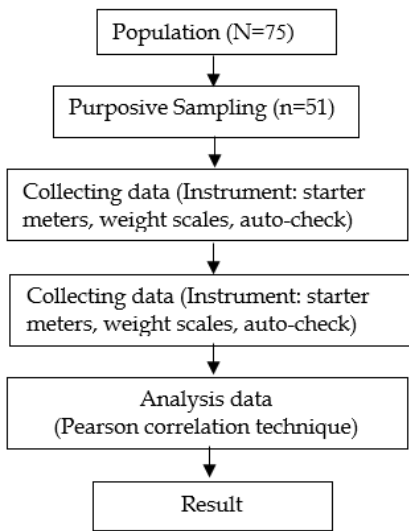 Population (N=75)
Purposive Sampling (n=51)
Collecting data (Instrument: starter
meters, weight scales, auto-check)
Collecting data (Instrument: starter
meters, weight scales, auto-check)
Analysis data
(Pearson correlation technique)
Result